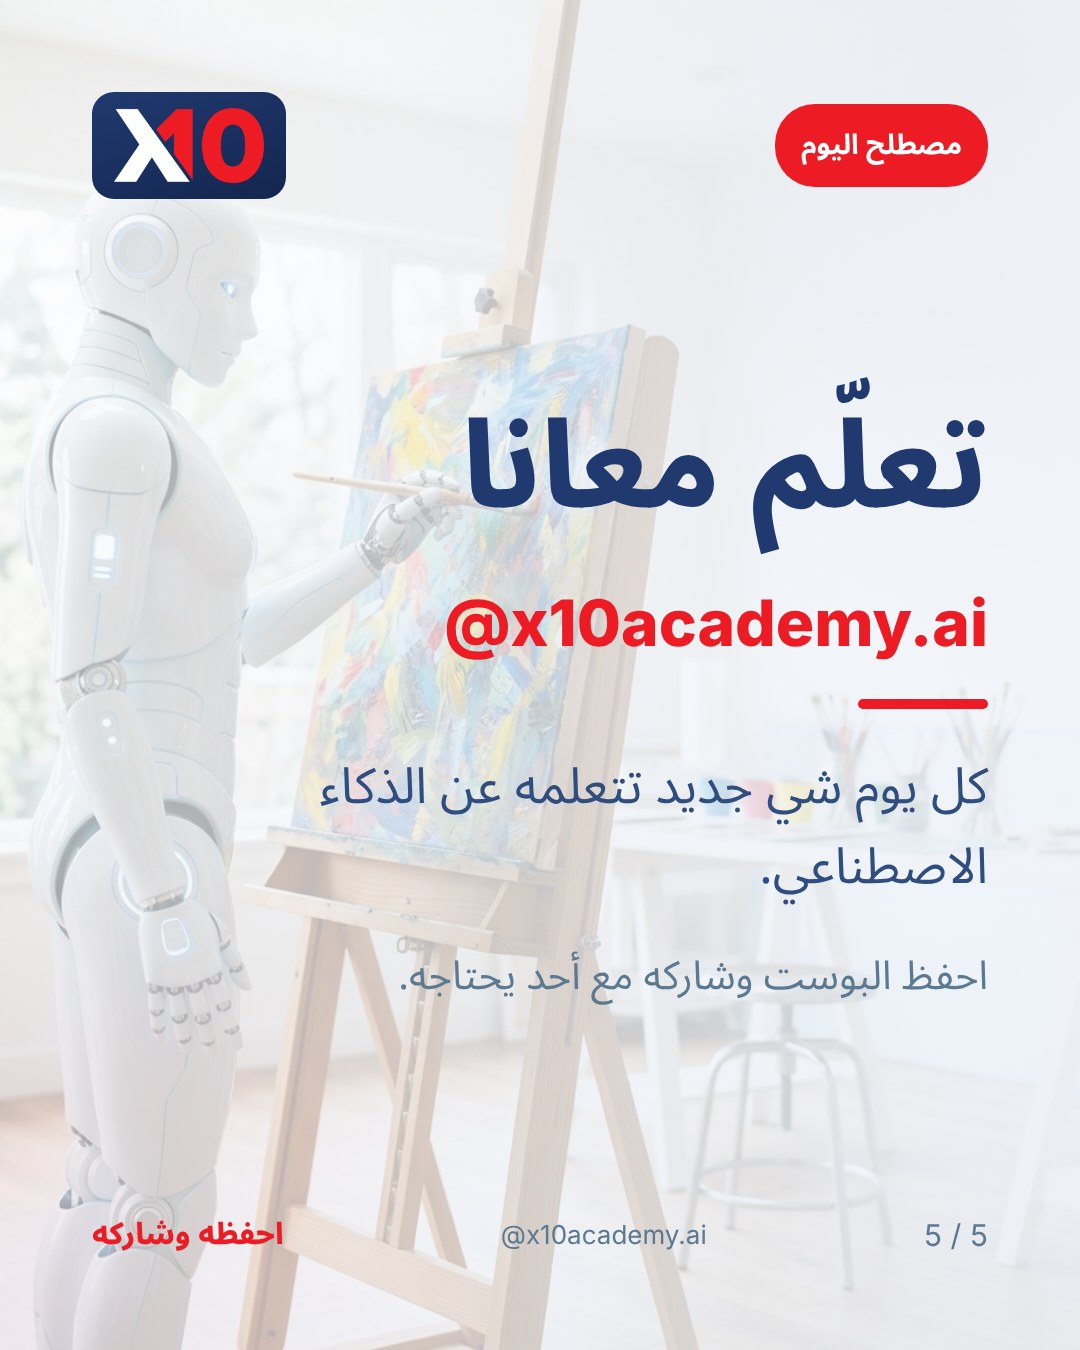 X10
مصطلح اليوم
تعلّم معانا
@x10academy.ai
كل يوم شي جديد تتعلمه عن الذكاء
الاصطناعي.
احفظ البوست وشاركه مع أحد يحتاجه.
احفظه وشاركه
@x10academy.ai
5 / 5